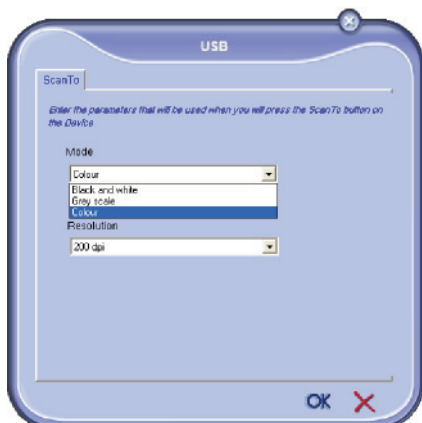 USB
ScanTo
Enter the parameters that will be used when you will press the ScanTo button on
the Device
Mode
Colour
Black and white
Grey scale
Colour
Resolution
200 dpi
OK